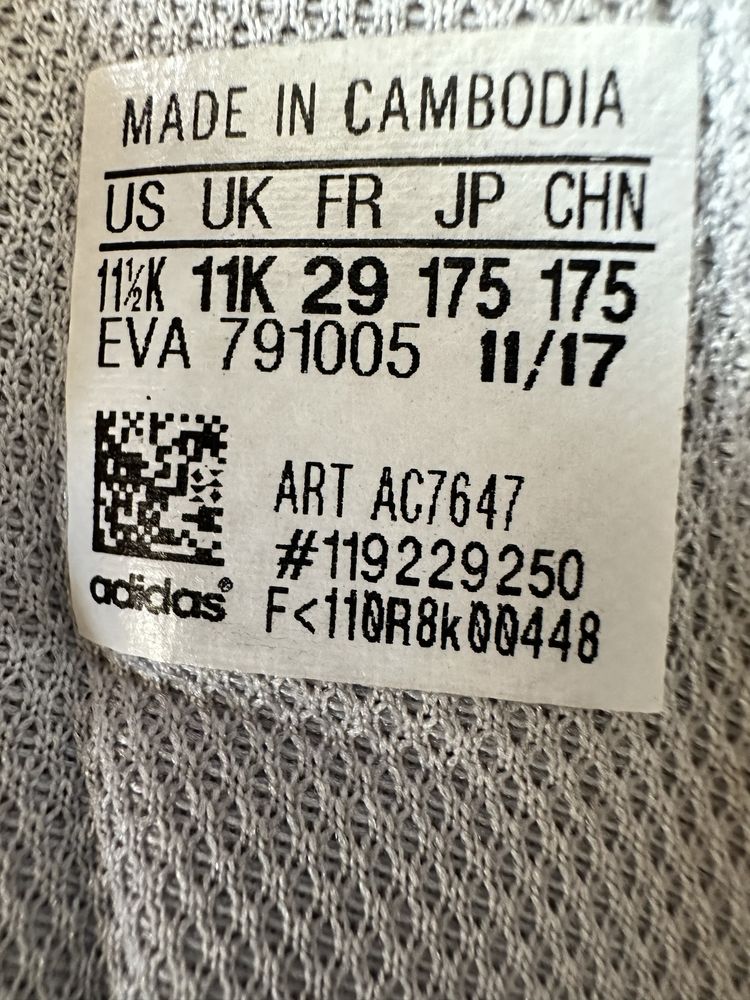 MADE IN CAMBODIA
US UK FR JP CHN
11½K 11K 29 175 175
EVA 791005 11/17
ART AC7647
#119229250
adidas®
F<110R8k00448